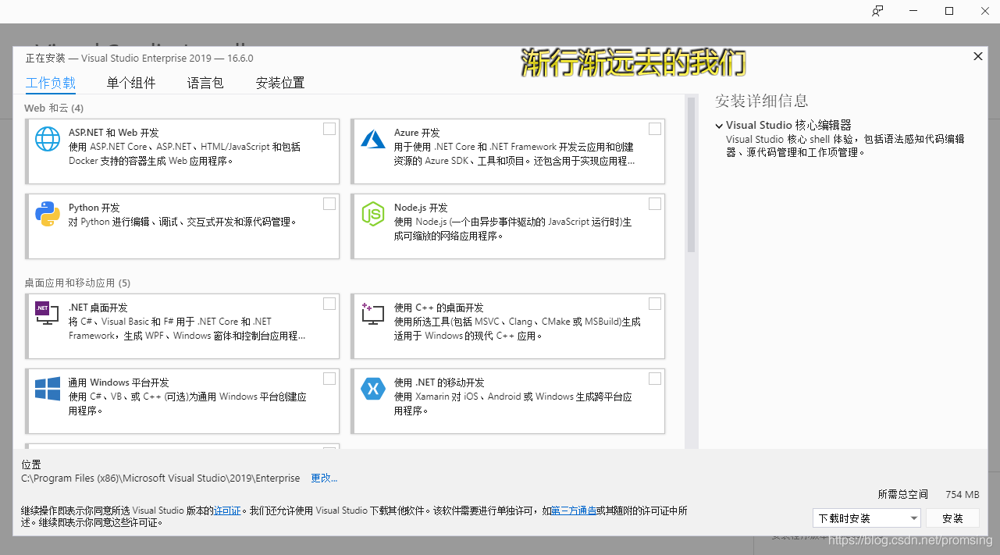 正在安装 — Visual Studio Enterprise 2019 — 16.6.0
渐行渐远去的我们
工作负载
单个组件
语言包
安装位置
Web 和云 (4)
ASP.NET 和 Web 开发
使用 ASP.NET Core、ASP.NET、HTML/JavaScript 和包括
Docker 支持的容器生成 Web 应用程序。
Azure 开发
用于使用 .NET Core 和 .NET Framework 开发云应用和创建
资源的 Azure SDK、工具和项目。还包含用于实现应用程...
Python 开发
对 Python 进行编辑、调试、交互式开发和源代码管理。
JS
Node.js 开发
使用 Node.js (一个由异步事件驱动的 JavaScript 运行时)生
成可缩放的网络应用程序。
桌面应用和移动应用 (5)
.NET
.NET 桌面开发
将 C#、Visual Basic 和 F# 用于 .NET Core 和 .NET
Framework，生成 WPF、Windows 窗体和控制台应用程...
使用 C++ 的桌面开发
使用所选工具(包括 MSVC、Clang、CMake 或 MSBuild)生成
适用于 Windows 的现代 C++ 应用。
通用 Windows 平台开发
使用 C#、VB、或 C++ (可选)为通用 Windows 平台创建应
用程序。
使用 .NET 的移动开发
使用 Xamarin 对 iOS、Android 或 Windows 生成跨平台应
用程序。
安装详细信息
Visual Studio 核心编辑器
Visual Studio 核心 shell 体验，包括语法感知代码编辑
器、源代码管理和工作项管理。
位置
C:\Program Files (x86)\Microsoft Visual Studio\2019\Enterprise
更改...
所需总空间 754 MB
继续操作即表示你同意所选 Visual Studio 版本的许可证。我们还允许使用 Visual Studio 下载其他软件。该软件需要进行单独许可，如第三方通告或其随附的许可证中所
述。继续即表示你同意这些许可证。
下载时安装
安装
https://blog.csdn.net/promsing